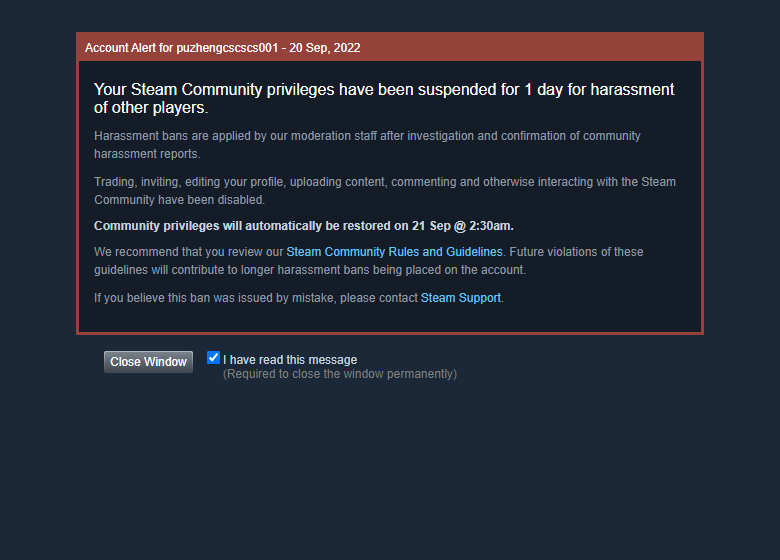 Account Alert for puzhengcscscs001 - 20 Sep, 2022
Your Steam Community privileges have been suspended for 1 day for harassment
of other players.
Harassment bans are applied by our moderation staff after investigation and confirmation of community
harassment reports.
Trading, inviting, editing your profile, uploading content, commenting and otherwise interacting with the Steam
Community have been disabled.
Community privileges will automatically be restored on 21 Sep @ 2:30am.
We recommend that you review our Steam Community Rules and Guidelines. Future violations of these
guidelines will contribute to longer harassment bans being placed on the account.
If you believe this ban was issued by mistake, please contact Steam Support.
Close Window
I have read this message
(Required to close the window permanently)